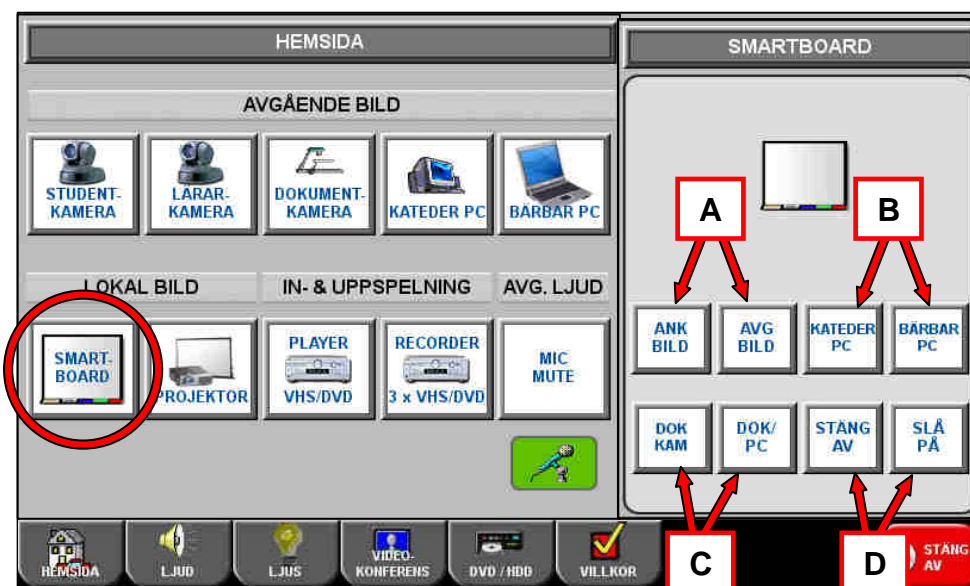 HEMSIDA
AVGÅENDE BILD
STUDENT-
KAMERA
LÄRAR-
KAMERA
DOKUMENT-
KAMERA
KATEDER PC
BÄRBAR PC
LOKAL BILD
IN- & UPPSPELNING
AVG. LJUD
SMART-
BOARD
PROJEKTOR
PLAYER
VHS/DVD
RECORDER
3 x VHS/DVD
MIC
MUTE
SMARTBOARD
A
B
ANK
BILD
AVG
BILD
KATEDER
PC
BÄRBAR
PC
DOK
KAM
DOK/
PC
STÄNG
AV
SLÅ
PÅ
C
D
HEMSIDA
LJUD
LJUS
VIDEO-
KONFERENS
DVD / HDD
VILLKOR
STÄNG
AV